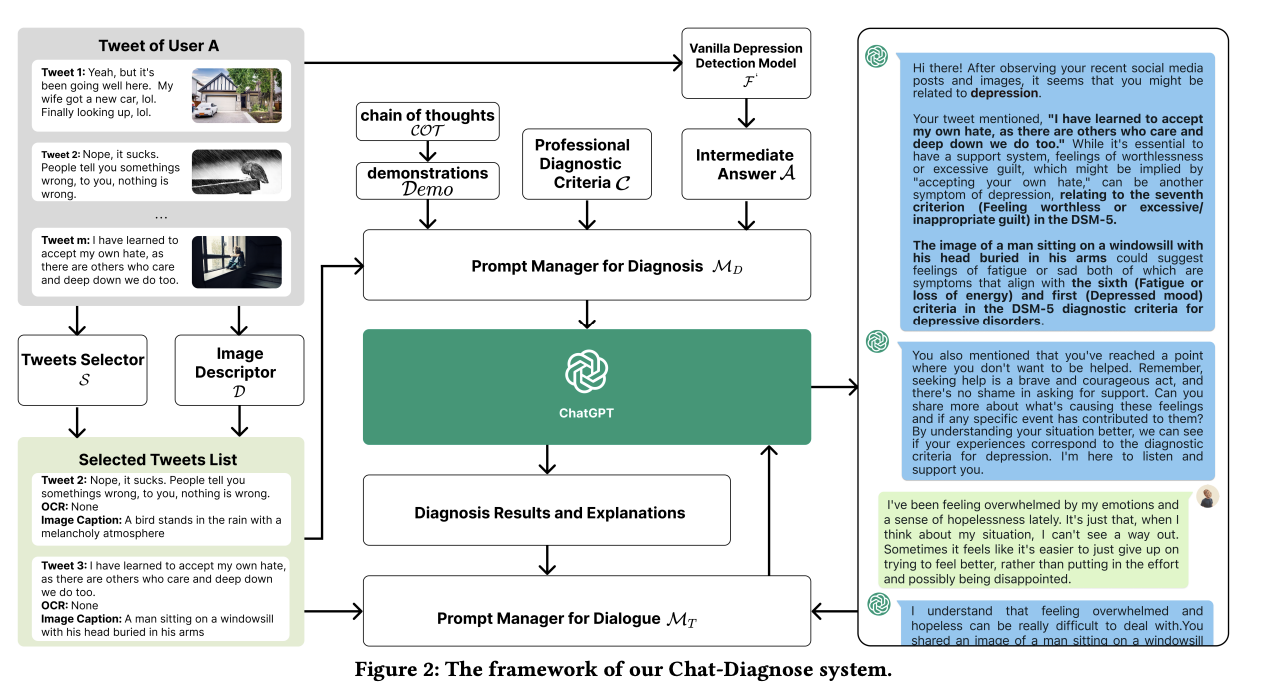 Tweet of User A
Tweet 1: Yeah, but it's
been going well here. My
wife got a new car, lol.
Finally looking up, lol.
Tweet 2: Nope, it sucks.
People tell you somethings
wrong, to you, nothing is
wrong.
...
Tweet m: I have learned to
accept my own hate, as
there are others who care
and deep down we do too.
Tweets Selector
S
Image
Descriptor
D
Selected Tweets List
Tweet 2: Nope, it sucks. People tell you
somethings wrong, to you, nothing is wrong.
OCR: None
Image Caption: A bird stands in the rain with a
melancholy atmosphere
Tweet 3: I have learned to accept my own hate,
as there are others who care and deep down
we do too.
OCR: None
Image Caption: A man sitting on a windowsill
with his head buried in his arms
chain of thoughts
COT
demonstrations
Demo
Professional
Diagnostic
Criteria C
Vanilla Depression
Detection Model
F'
Intermediate
Answer A
Prompt Manager for Diagnosis M_D
ChatGPT
Diagnosis Results and Explanations
Prompt Manager for Dialogue M_T
Hi there! After observing your recent social media
posts and images, it seems that you might be
related to depression.
Your tweet mentioned, "I have learned to accept
my own hate, as there are others who care and
deep down we do too." While it's essential to
have a support system, feelings of worthlessness
or excessive guilt, which might be implied by
"accepting your own hate," can be another
symptom of depression, relating to the seventh
criterion (Feeling worthless or excessive/
inappropriate guilt) in the DSM-5.
The image of a man sitting on a windowsill with
his head buried in his arms could suggest
feelings of fatigue or sad both of which are
symptoms that align with the sixth (Fatigue or
loss of energy) and first (Depressed mood)
criteria in the DSM-5 diagnostic criteria for
depressive disorders.
You also mentioned that you've reached a point
where you don't want to be helped. Remember,
seeking help is a brave and courageous act, and
there's no shame in asking for support. Can you
share more about what's causing these feelings
and if any specific event has contributed to them?
By understanding your situation better, we can see
if your experiences correspond to the diagnostic
criteria for depression. I'm here to listen and
support you.
I've been feeling overwhelmed by my emotions and
a sense of hopelessness lately. It's just that, when I
think about my situation, I can't see a way out.
Sometimes it feels like it's easier to just give up on
trying to feel better, rather than putting in the effort
and possibly being disappointed.
I understand that feeling overwhelmed and
hopeless can be really difficult to deal with.You
shared an image of a man sitting on a windowsill
Figure 2: The framework of our Chat-Diagnose system.